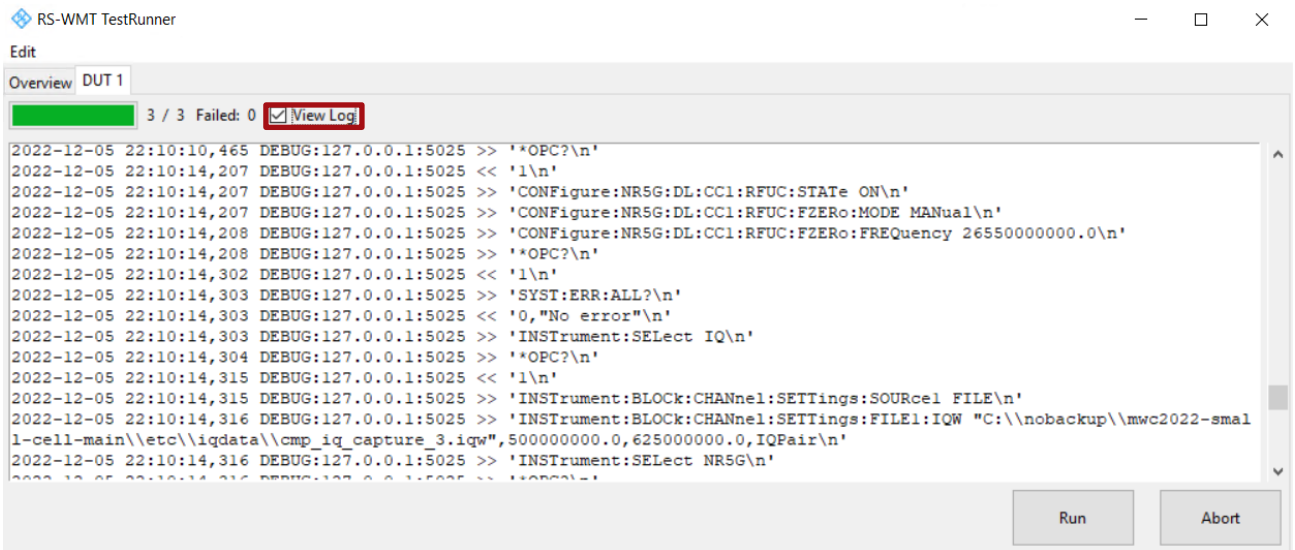 RS-WMT TestRunner
Edit
Overview DUT 1
3 / 3 Failed: 0 View Log
2022-12-05 22:10:10,465 DEBUG:127.0.0.1:5025 >> '*OPC?\n'
2022-12-05 22:10:14,207 DEBUG:127.0.0.1:5025 << '1\n'
2022-12-05 22:10:14,207 DEBUG:127.0.0.1:5025 >> 'CONFigure:NR5G:DL:CC1:RFUC:STATe ON\n'
2022-12-05 22:10:14,207 DEBUG:127.0.0.1:5025 >> 'CONFigure:NR5G:DL:CC1:RFUC:FZERo:MODE MANual\n'
2022-12-05 22:10:14,208 DEBUG:127.0.0.1:5025 >> 'CONFigure:NR5G:DL:CC1:RFUC:FZERo:FREQuency 26550000000.0\n'
2022-12-05 22:10:14,208 DEBUG:127.0.0.1:5025 >> '*OPC?\n'
2022-12-05 22:10:14,302 DEBUG:127.0.0.1:5025 << '1\n'
2022-12-05 22:10:14,303 DEBUG:127.0.0.1:5025 >> 'SYST:ERR:ALL?\n'
2022-12-05 22:10:14,303 DEBUG:127.0.0.1:5025 << '0,"No error"\n'
2022-12-05 22:10:14,303 DEBUG:127.0.0.1:5025 >> 'INSTrument:SELect IQ\n'
2022-12-05 22:10:14,304 DEBUG:127.0.0.1:5025 >> '*OPC?\n'
2022-12-05 22:10:14,315 DEBUG:127.0.0.1:5025 << '1\n'
2022-12-05 22:10:14,315 DEBUG:127.0.0.1:5025 >> 'INSTrument:BLOCk:CHANnel:SETTings:SOURce1 FILE\n'
2022-12-05 22:10:14,316 DEBUG:127.0.0.1:5025 >> 'INSTrument:BLOCk:CHANnel:SETTings:FILE1:IQW "C:\\nobackup\\mwc2022-smal
l-cell-main\\etc\\iqdata\\cmp_iq_capture_3.iqw",500000000.0,625000000.0,IQPair\n'
2022-12-05 22:10:14,316 DEBUG:127.0.0.1:5025 >> 'INSTrument:SELect NR5G\n'
2022-12-05 22:10:14,316 DEBUG:127.0.0.1:5025 >> '*OPC?\n'
Run Abort